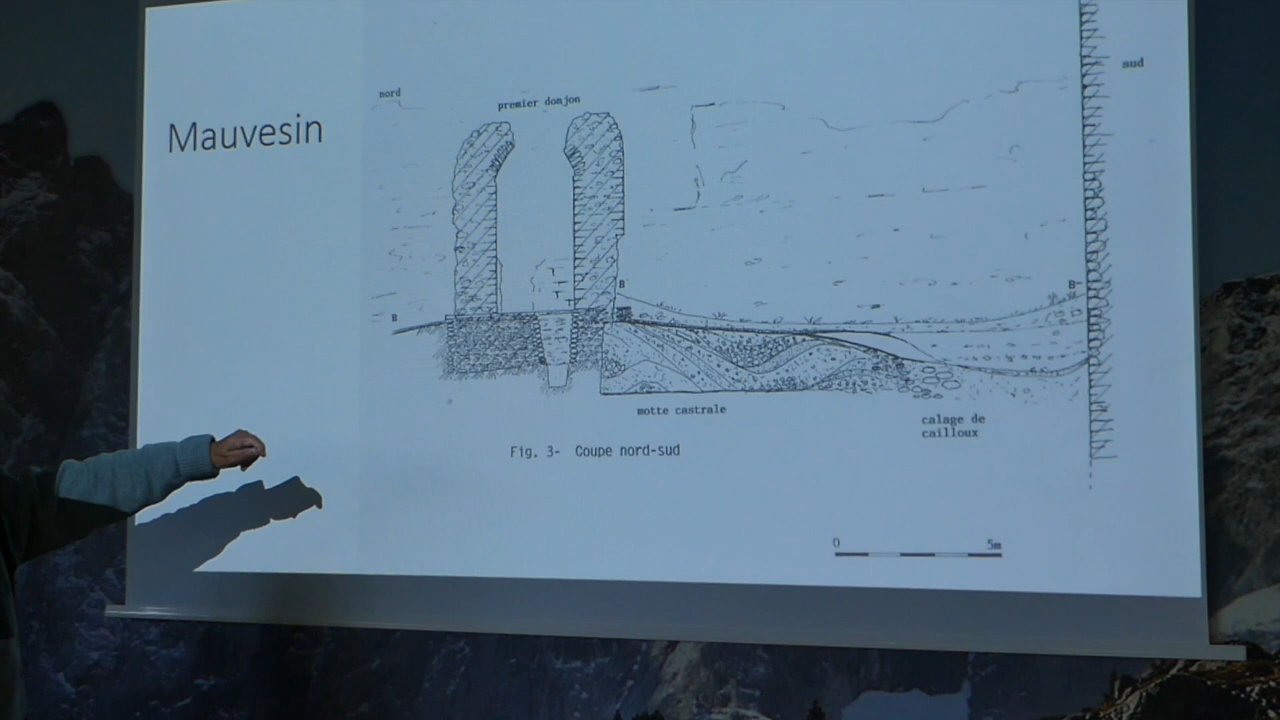 Mauvesin
nord
premier donjon
sud
B
B'
B"
motte castrale
calage de
cailloux
Fig. 3- Coupe nord-sud
0
5m